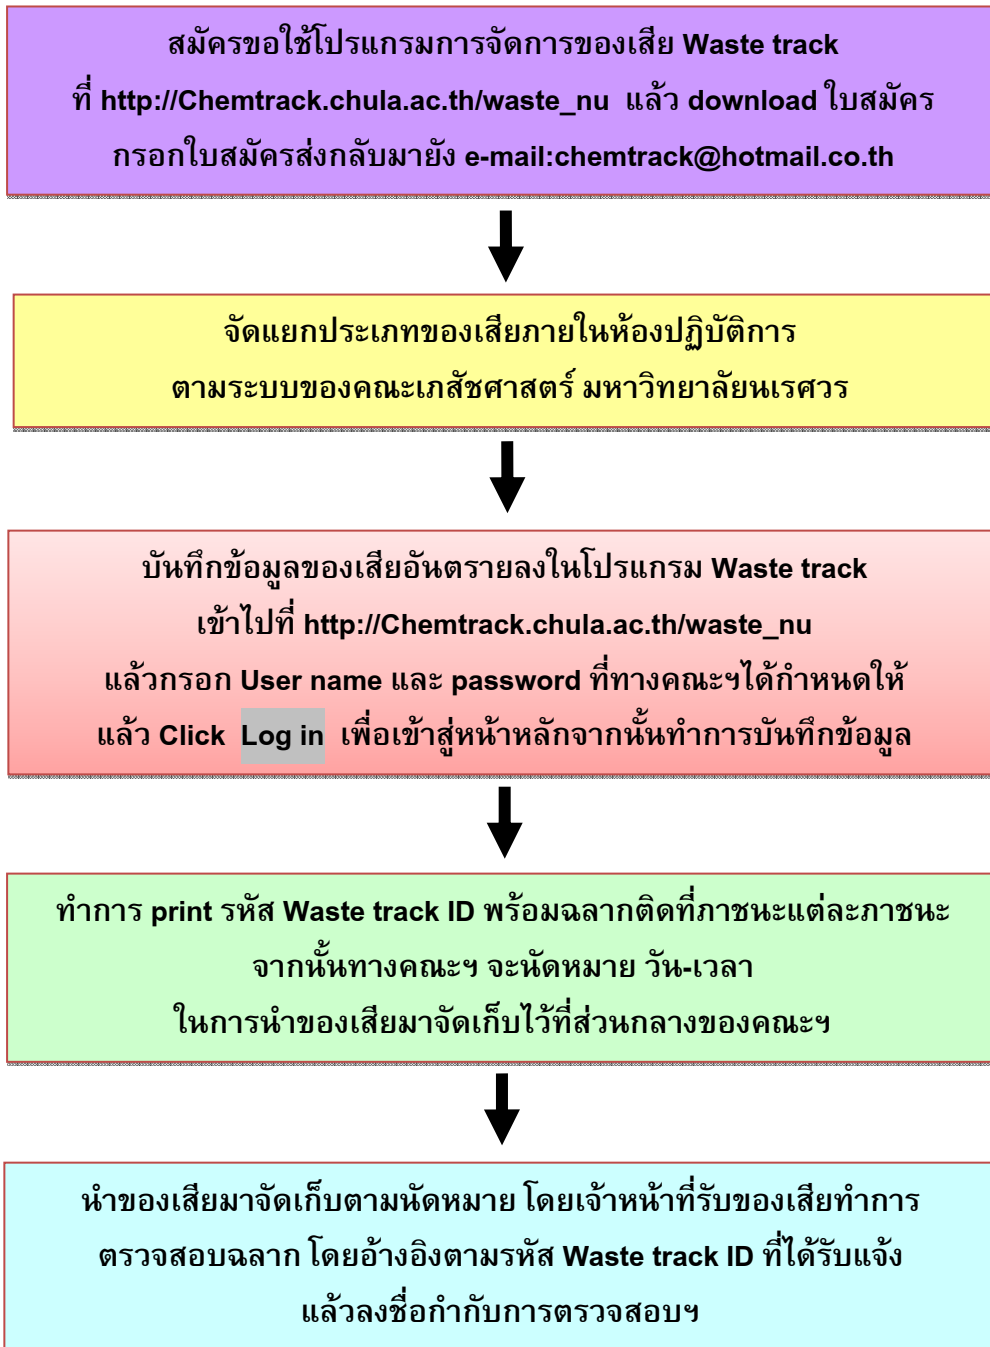 สมัครขอใช้โปรแกรมการจัดการของเสีย Waste track
ที่ http://Chemtrack.chula.ac.th/waste_nu แล้ว download ใบสมัคร
กรอกใบสมัครส่งกลับมายัง e-mail:chemtrack@hotmail.co.th
จัดแยกประเภทของเสียภายในห้องปฏิบัติการ
ตามระบบของคณะเภสัชศาสตร์ มหาวิทยาลัยนเรศวร
บันทึกข้อมูลของเสียอันตรายลงในโปรแกรม Waste track
เข้าไปที่ http://Chemtrack.chula.ac.th/waste_nu
แล้วกรอก User name และ password ที่ทางคณะฯได้กำหนดให้
แล้ว Click Log in เพื่อเข้าสู่หน้าหลักจากนั้นทำการบันทึกข้อมูล
ทำการ print รหัส Waste track ID พร้อมฉลากติดที่ภาชนะแต่ละภาชนะ
จากนั้นทางคณะฯ จะนัดหมาย วัน-เวลา
ในการนำของเสียมาจัดเก็บไว้ที่ส่วนกลางของคณะฯ
นำของเสียมาจัดเก็บตามนัดหมาย โดยเจ้าหน้าที่รับของเสียทำการ
ตรวจสอบฉลาก โดยอ้างอิงตามรหัส Waste track ID ที่ได้รับแจ้ง
แล้วลงชื่อกำกับการตรวจสอบฯ